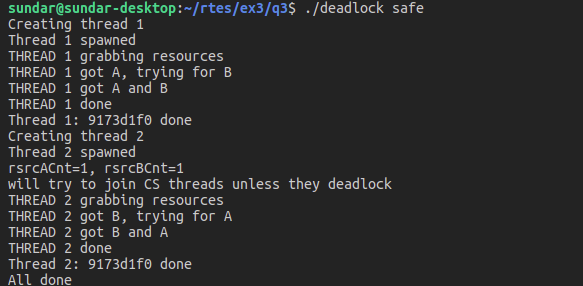 sundar@sundar-desktop:~/rtes/ex3/q3$ ./deadlock safe
Creating thread 1
Thread 1 spawned
THREAD 1 grabbing resources
THREAD 1 got A, trying for B
THREAD 1 got A and B
THREAD 1 done
Thread 1: 9173d1f0 done
Creating thread 2
Thread 2 spawned
rsrcACnt=1, rsrcBCnt=1
will try to join CS threads unless they deadlock
THREAD 2 grabbing resources
THREAD 2 got B, trying for A
THREAD 2 got B and A
THREAD 2 done
Thread 2: 9173d1f0 done
All done